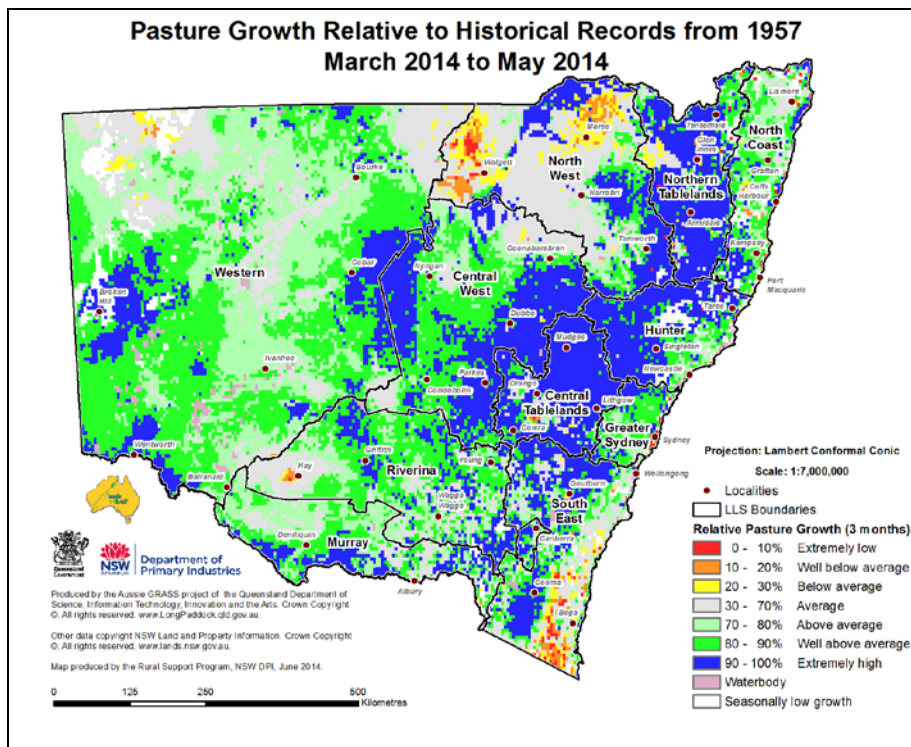 Pasture Growth Relative to Historical Records from 1957
March 2014 to May 2014
Lismore
North
Coast
Tenterfield
Glen
Innes
Moree
North
West
Walgett
Northern
Tablelands
Grafton
Coffs
Harbour
Bourke
Narrabri
Armidale
Kempsey
Tamworth
Coonabarabran
Port
Macquarie
Western
Cobar
Nyngan
Central
West
Taree
Broken
Hill
Dubbo
Hunter
Mudgee
Singleton
Ivanhoe
Newcastle
Parkes
Orange
Condobolin
Central
Tablelands
Lithgow
Greater
Sydney
Cowra
Sydney
Wentworth
Griffith
Young
Hay
Riverina
Balranald
Wollongong
Goulburn
South
East
Wagga
Wagga
Canberra
Deniliquin
Murray
Albury
Cooma
Bega
Projection: Lambert Conformal Conic
Scale: 1:7,000,000
Localities
LLS Boundaries
Relative Pasture Growth (3 months)
0 - 10% Extremely low
10 - 20% Well below average
20 - 30% Below average
30 - 70% Average
70 - 80% Above average
80 - 90% Well above average
90 - 100% Extremely high
Waterbody
Seasonally low growth
Queensland
Government
NSW
GOVERNMENT
Department of
Primary Industries
Produced by the Aussie GRASS project of the Queensland Department of
Science, Information Technology, Innovation and the Arts. Crown Copyright
©. All rights reserved. www.LongPaddock.qld.gov.au.
Other data copyright NSW Land and Property Information. Crown Copyright
©. All rights reserved. www.lands.nsw.gov.au.
Map produced by the Rural Support Program, NSW DPI, June 2014.
0 125 250 500
Kilometres